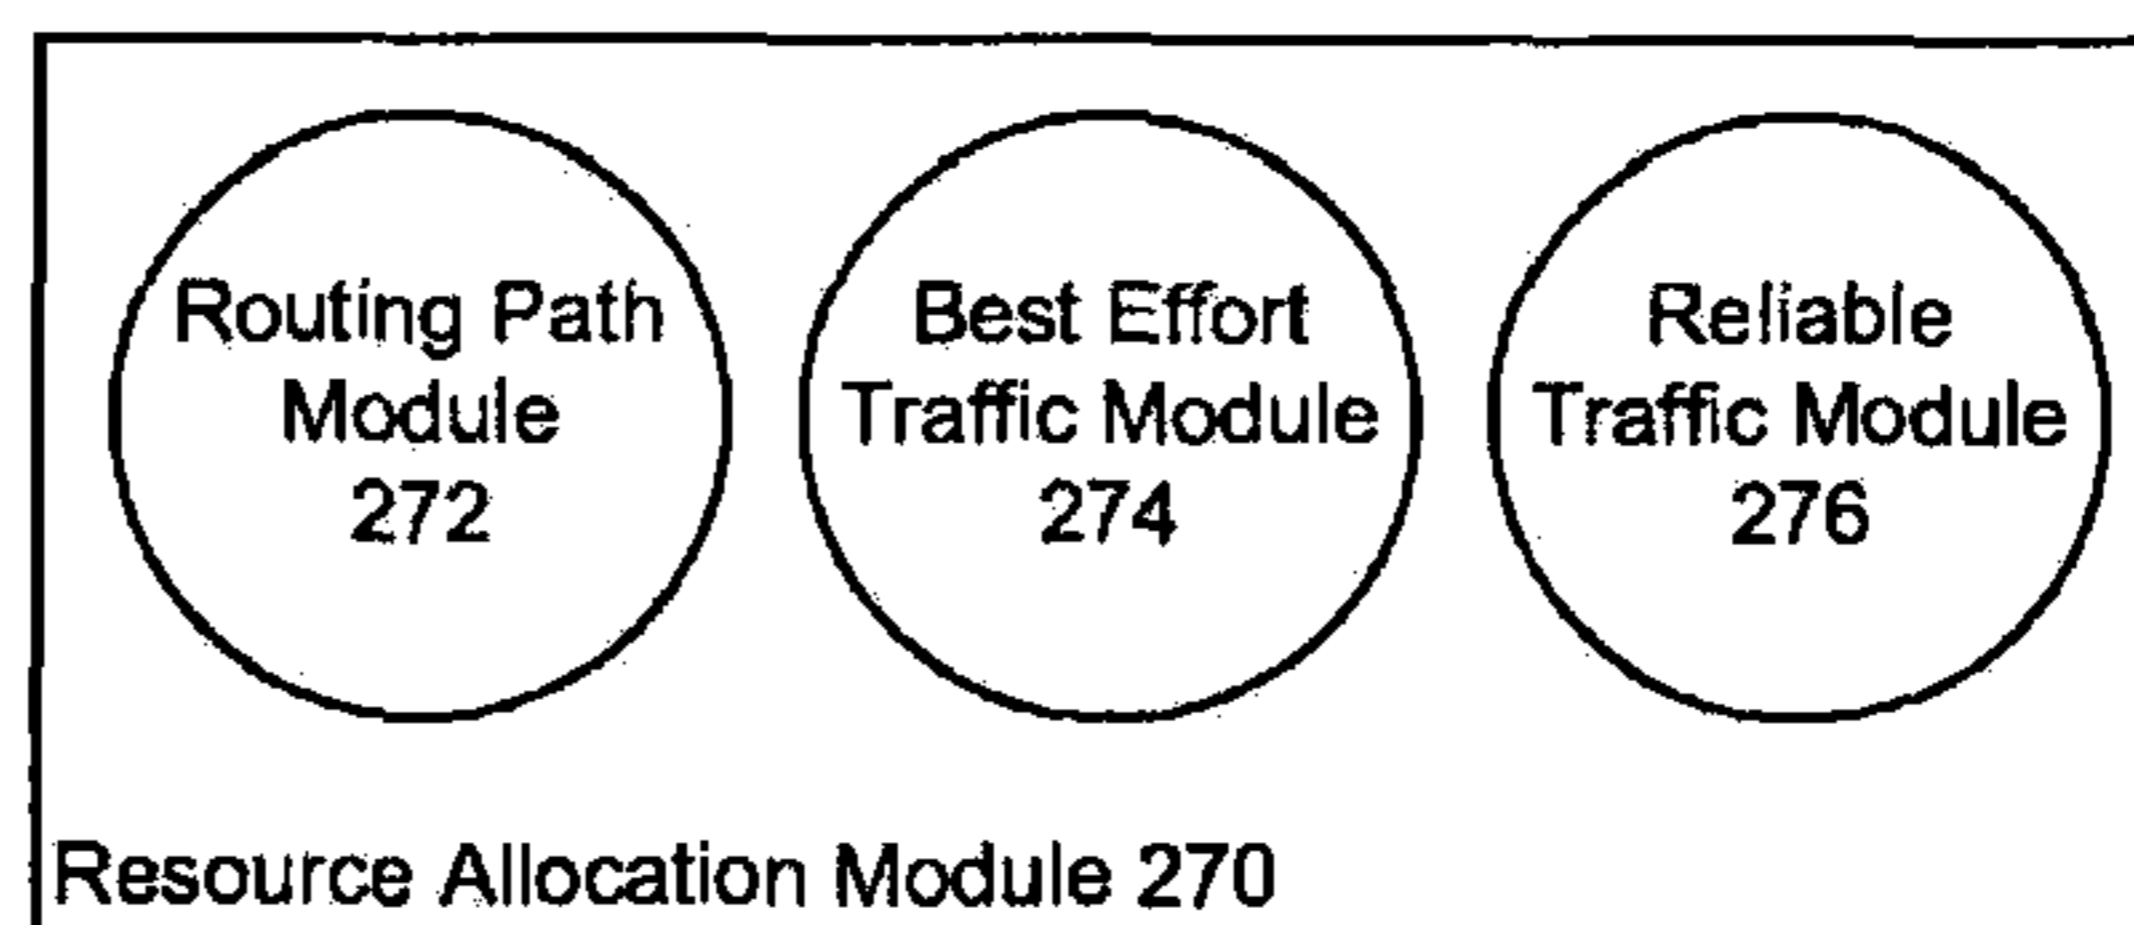 Routing Path
Module
272
Best Effort
Traffic Module
274
Reliable
Traffic Module
276
Resource Allocation Module 270